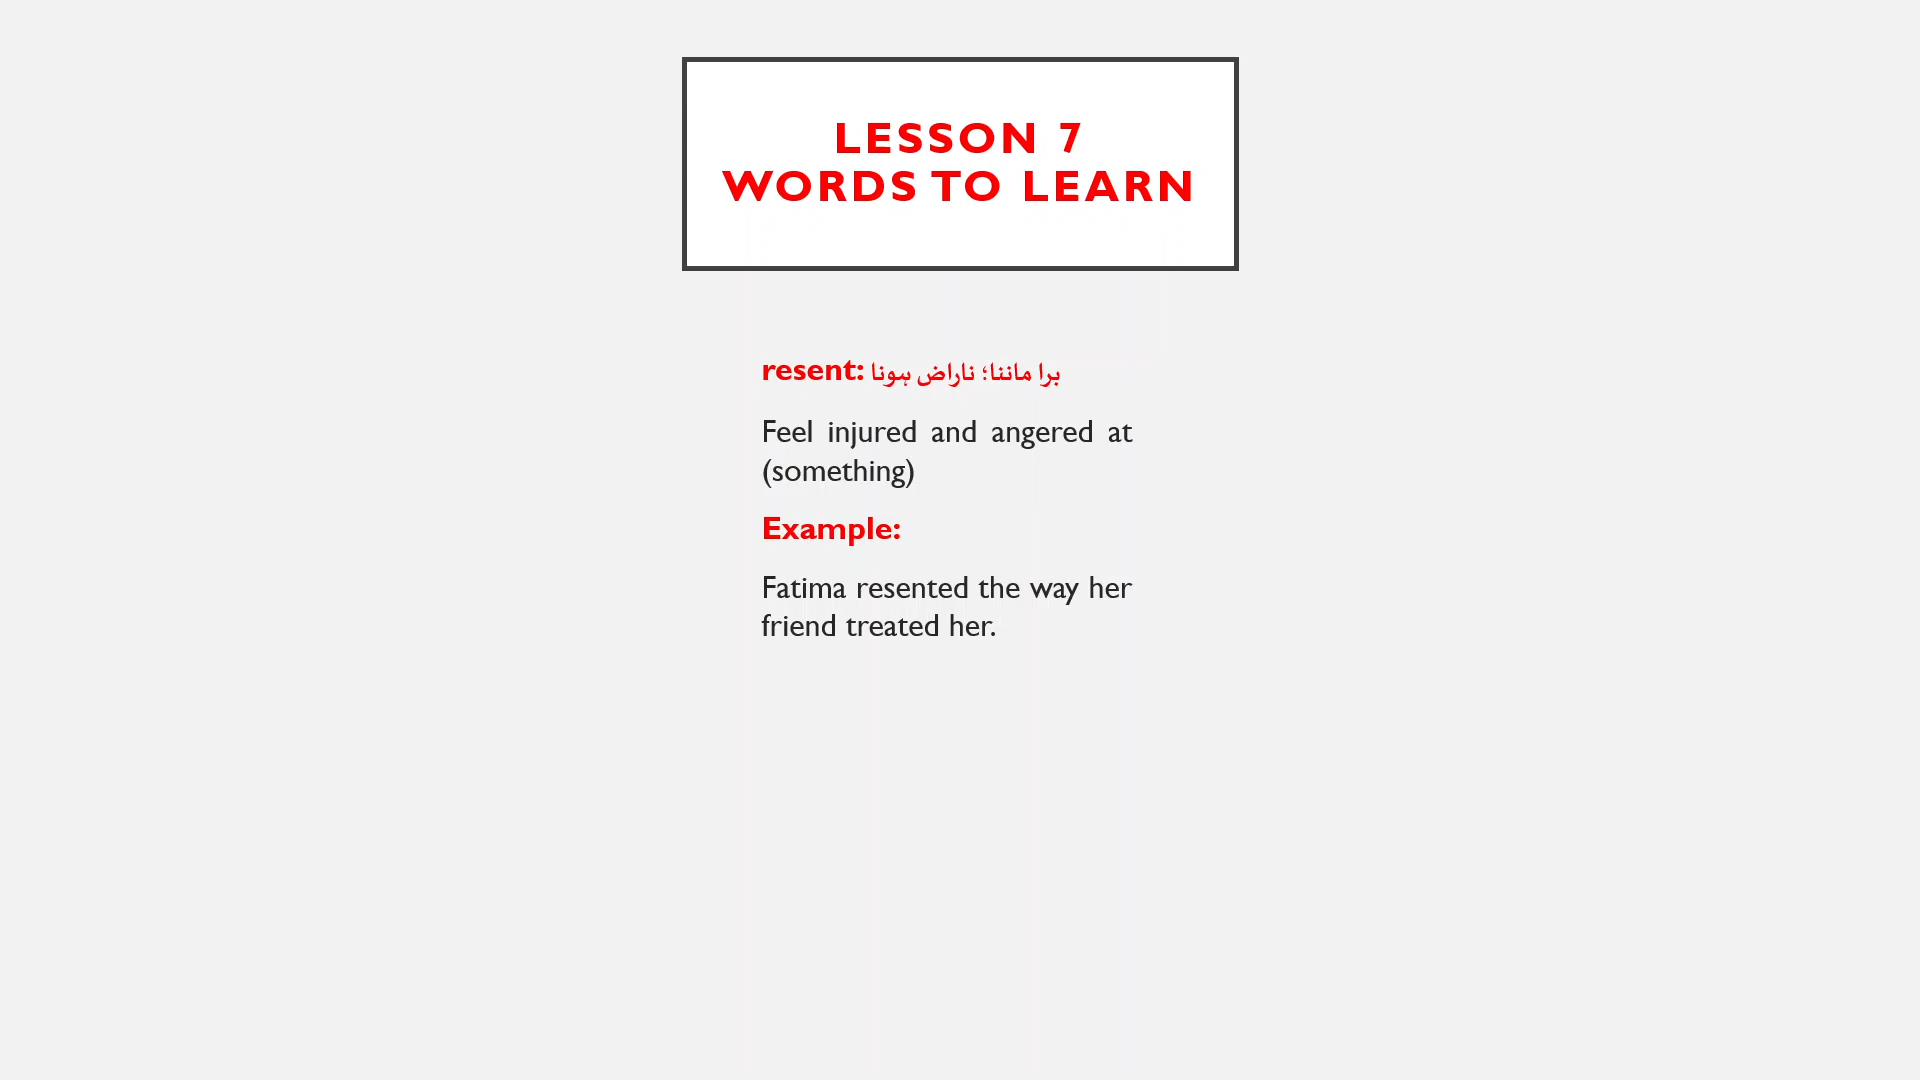 LESSON 7
WORDS TO LEARN
resent: برا ماننا؛ ناراض ہونا
Feel injured and angered at
(something)
Example:
Fatima resented the way her
friend treated her.